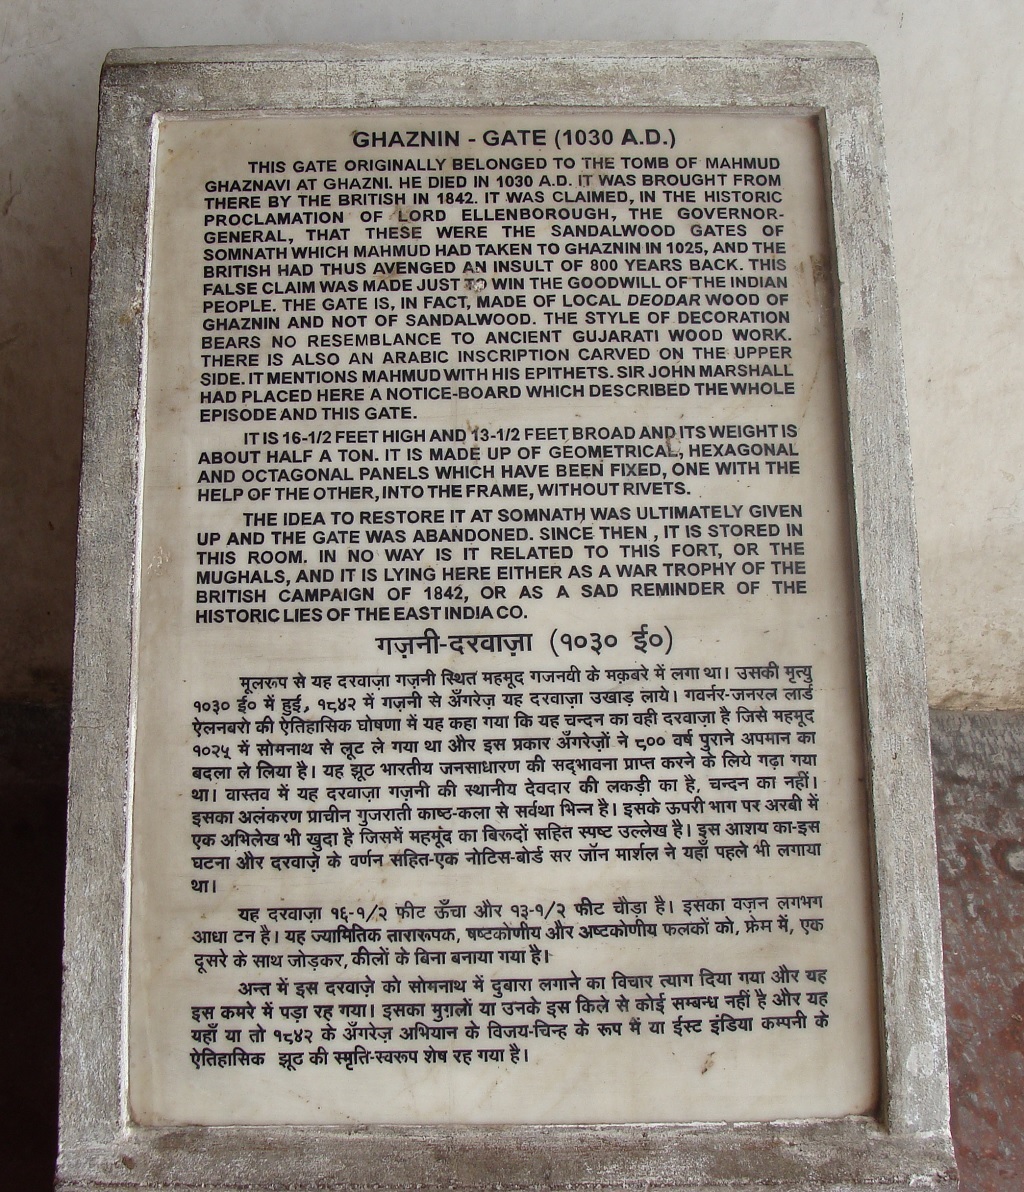 GHAZNIN - GATE (1030 A.D.)
THIS GATE ORIGINALLY BELONGED TO THE TOMB OF MAHMUD
GHAZNAVI AT GHAZNI. HE DIED IN 1030 A.D. IT WAS BROUGHT FROM
THERE BY THE BRITISH IN 1842. IT WAS CLAIMED, IN THE HISTORIC
PROCLAMATION OF LORD ELLENBOROUGH, THE GOVERNOR-
GENERAL, THAT THESE WERE THE SANDALWOOD GATES OF
SOMNATH WHICH MAHMUD HAD TAKEN TO GHAZNIN IN 1025, AND THE
BRITISH HAD THUS AVENGED AN INSULT OF 800 YEARS BACK. THIS
FALSE CLAIM WAS MADE JUST TO WIN THE GOODWILL OF THE INDIAN
PEOPLE. THE GATE IS, IN FACT, MADE OF LOCAL DEODAR WOOD OF
GHAZNIN AND NOT OF SANDALWOOD. THE STYLE OF DECORATION
BEARS NO RESEMBLANCE TO ANCIENT GUJARATI WOOD WORK.
THERE IS ALSO AN ARABIC INSCRIPTION CARVED ON THE UPPER
SIDE. IT MENTIONS MAHMUD WITH HIS EPITHETS. SIR JOHN MARSHALL
HAD PLACED HERE A NOTICE-BOARD WHICH DESCRIBED THE WHOLE
EPISODE AND THIS GATE.
IT IS 16-1/2 FEET HIGH AND 13-1/2 FEET BROAD AND ITS WEIGHT IS
ABOUT HALF A TON. IT IS MADE UP OF GEOMETRICAL, HEXAGONAL
AND OCTAGONAL PANELS WHICH HAVE BEEN FIXED, ONE WITH THE
HELP OF THE OTHER, INTO THE FRAME, WITHOUT RIVETS.
THE IDEA TO RESTORE IT AT SOMNATH WAS ULTIMATELY GIVEN
UP AND THE GATE WAS ABANDONED. SINCE THEN , IT IS STORED IN
THIS ROOM. IN NO WAY IS IT RELATED TO THIS FORT, OR THE
MUGHALS, AND IT IS LYING HERE EITHER AS A WAR TROPHY OF THE
BRITISH CAMPAIGN OF 1842, OR AS A SAD REMINDER OF THE
HISTORIC LIES OF THE EAST INDIA CO.
गज़नी-दरवाज़ा (१०३० ई०)
मूलरूप से यह दरवाज़ा गज़नी स्थित महमूद गजनवी के मक़बरे में लगा था। उसकी मृत्यु
१०३० ई० में हुई, १८४२ में गज़नी से अँगरेज़ यह दरवाज़ा उखाड़ लाये। गवर्नर-जनरल लार्ड
ऐलनबरो की ऐतिहासिक घोषणा में यह कहा गया कि यह चन्दन का वही दरवाज़ा है जिसे महमूद
१०२५ में सोमनाथ से लूट ले गया था और इस प्रकार अँगरेज़ों ने ८०० वर्ष पुराने अपमान का
बदला ले लिया है। यह झूठ भारतीय जनसाधारण की सद्‌भावना प्राप्त करने के लिये गढ़ा गया
था। वास्तव में यह दरवाज़ा गज़नी की स्थानीय देवदार की लकड़ी का है, चन्दन का नहीं।
इसका अलंकरण प्राचीन गुजराती काष्ठ-कला से सर्वथा भिन्न है। इसके ऊपरी भाग पर अरबी में
एक अभिलेख भी खुदा है जिसमें महमूद का बिरूदों सहित स्पष्ट उल्लेख है। इस आशय का-इस
घटना और दरवाज़े के वर्णन सहित-एक नोटिस-बोर्ड सर जॉन मार्शल ने यहाँ पहले भी लगाया
था।
यह दरवाज़ा १६-१/२ फीट ऊँचा और १३-१/२ फीट चौड़ा है। इसका वज़न लगभग
आधा टन है। यह ज्यामितिक तारारूपक, षष्टकोणीय और अष्टकोणीय फलकों को, फ्रेम में, एक
दूसरे के साथ जोड़कर, कीलों के बिना बनाया गया है।
अन्त में इस दरवाज़े को सोमनाथ में दुबारा लगाने का विचार त्याग दिया गया और यह
इस कमरे में पड़ा रह गया। इसका मुग़लों या उनके इस किले से कोई सम्बन्ध नहीं है और यह
यहाँ या तो १८४२ के अँगरेज़ अभियान के विजय-चिन्ह के रूप में या ईस्ट इंडिया कम्पनी के
ऐतिहासिक झूठ की स्मृति-स्वरूप शेष रह गया है।